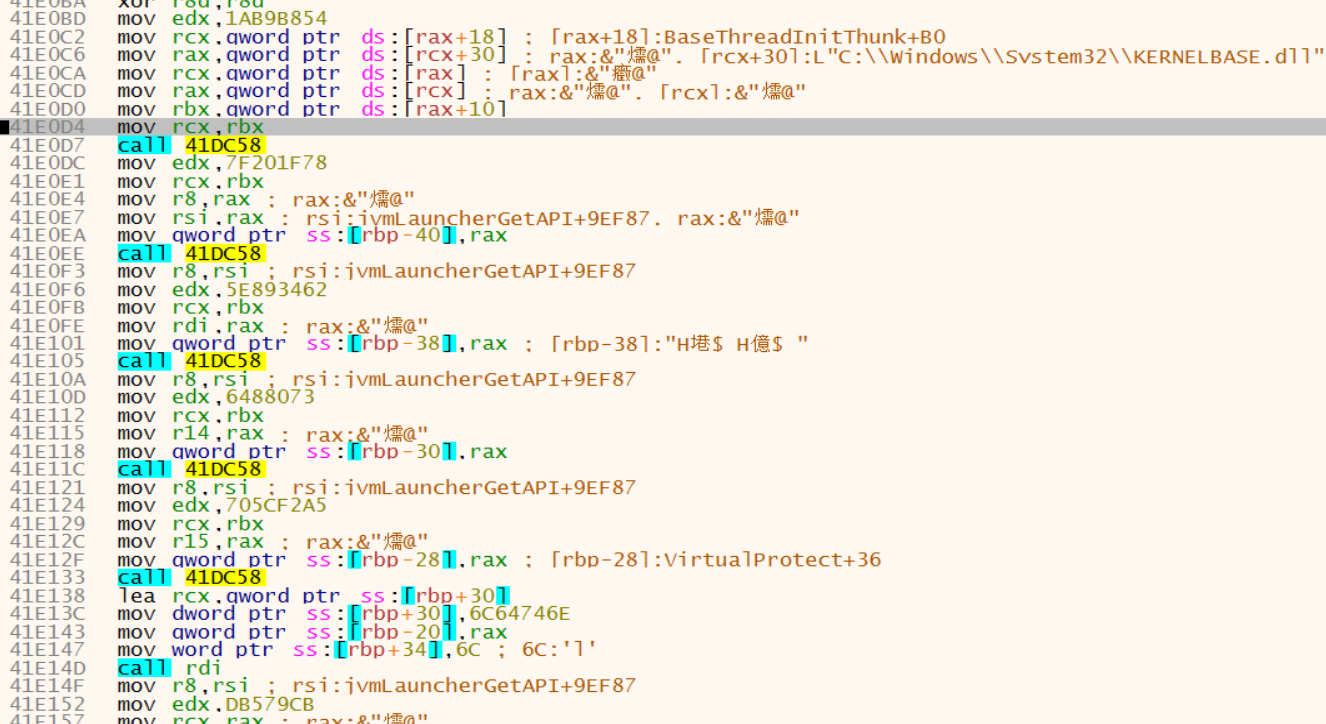 41E0BA xor r8d,r8d
41E0BD mov edx,1AB9B854
41E0C2 mov rcx,qword ptr ds:[rax+18] : [rax+18]:BaseThreadInitThunk+B0
41E0C6 mov rax,qword ptr ds:[rcx+30] : rax:&"燸@". [rcx+30]:L"C:\\Windows\\System32\\KERNELBASE.dll"
41E0CA mov rcx,qword ptr ds:[rax] : [rax]:&"癤@"
41E0CD mov rax,qword ptr ds:[rcx] : rax:&"燸@". [rcx]:&"燸@"
41E0D0 mov rbx,qword ptr ds:[rax+10]
41E0D4 mov rcx,rbx
41E0D7 call 41DC58
41E0DC mov edx,7F201F78
41E0E1 mov rcx,rbx
41E0E4 mov r8,rax : rax:&"燸@"
41E0E7 mov rsi,rax : rsi:jvmLauncherGetAPI+9EF87. rax:&"燸@"
41E0EA mov qword ptr ss:[rbp-40],rax
41E0EE call 41DC58
41E0F3 mov r8,rsi : rsi:jvmLauncherGetAPI+9EF87
41E0F6 mov edx,5E893462
41E0FB mov rcx,rbx
41E0FE mov rdi,rax : rax:&"燸@"
41E101 mov qword ptr ss:[rbp-38],rax : [rbp-38]:"H塂$ H億$ "
41E105 call 41DC58
41E10A mov r8,rsi : rsi:jvmLauncherGetAPI+9EF87
41E10D mov edx,6488073
41E112 mov rcx,rbx
41E115 mov r14,rax : rax:&"燸@"
41E118 mov qword ptr ss:[rbp-30],rax
41E11C call 41DC58
41E121 mov r8,rsi : rsi:jvmLauncherGetAPI+9EF87
41E124 mov edx,705CF2A5
41E129 mov rcx,rbx
41E12C mov r15,rax : rax:&"燸@"
41E12F mov qword ptr ss:[rbp-28],rax : [rbp-28]:VirtualProtect+36
41E133 call 41DC58
41E138 lea rcx,qword ptr ss:[rbp+30]
41E13C mov dword ptr ss:[rbp+30],6C64746E
41E143 mov qword ptr ss:[rbp-20],rax
41E147 mov word ptr ss:[rbp+34],6C : 6C:'l'
41E14D call rdi
41E14F mov r8,rsi : rsi:jvmLauncherGetAPI+9EF87
41E152 mov edx,DB579CB
41E157 mov rcx,rax : rax:&"燸@"